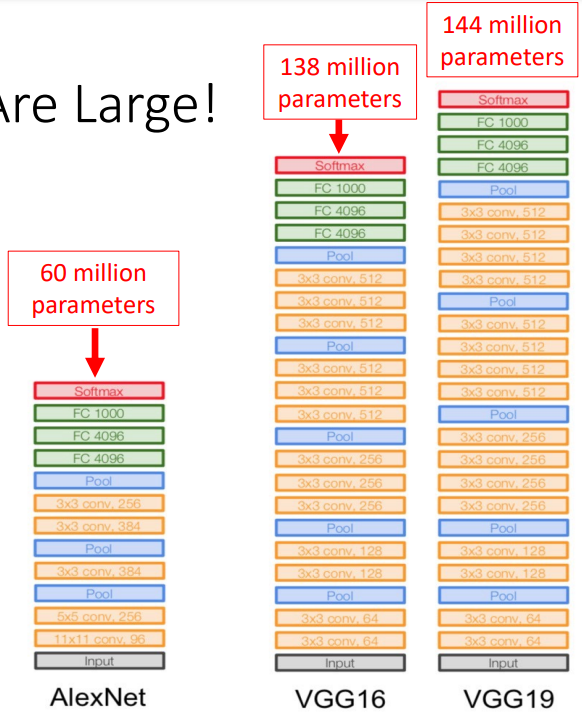 Are Large!
60 million
parameters
Softmax
FC 1000
FC 4096
FC 4096
Pool
3x3 conv, 256
3x3 conv, 384
Pool
3x3 conv, 384
Pool
5x5 conv, 256
11x11 conv, 96
Input
AlexNet
138 million
parameters
Softmax
FC 1000
FC 4096
FC 4096
Pool
3x3 conv, 512
3x3 conv, 512
3x3 conv, 512
Pool
3x3 conv, 512
3x3 conv, 512
3x3 conv, 512
Pool
3x3 conv, 256
3x3 conv, 256
3x3 conv, 256
Pool
3x3 conv, 128
3x3 conv, 128
Pool
3x3 conv, 64
3x3 conv, 64
Input
VGG16
144 million
parameters
Softmax
FC 1000
FC 4096
FC 4096
Pool
3x3 conv, 512
3x3 conv, 512
3x3 conv, 512
3x3 conv, 512
Pool
3x3 conv, 512
3x3 conv, 512
3x3 conv, 512
3x3 conv, 512
Pool
3x3 conv, 256
3x3 conv, 256
3x3 conv, 256
3x3 conv, 256
Pool
3x3 conv, 128
3x3 conv, 128
Pool
3x3 conv, 64
3x3 conv, 64
Input
VGG19